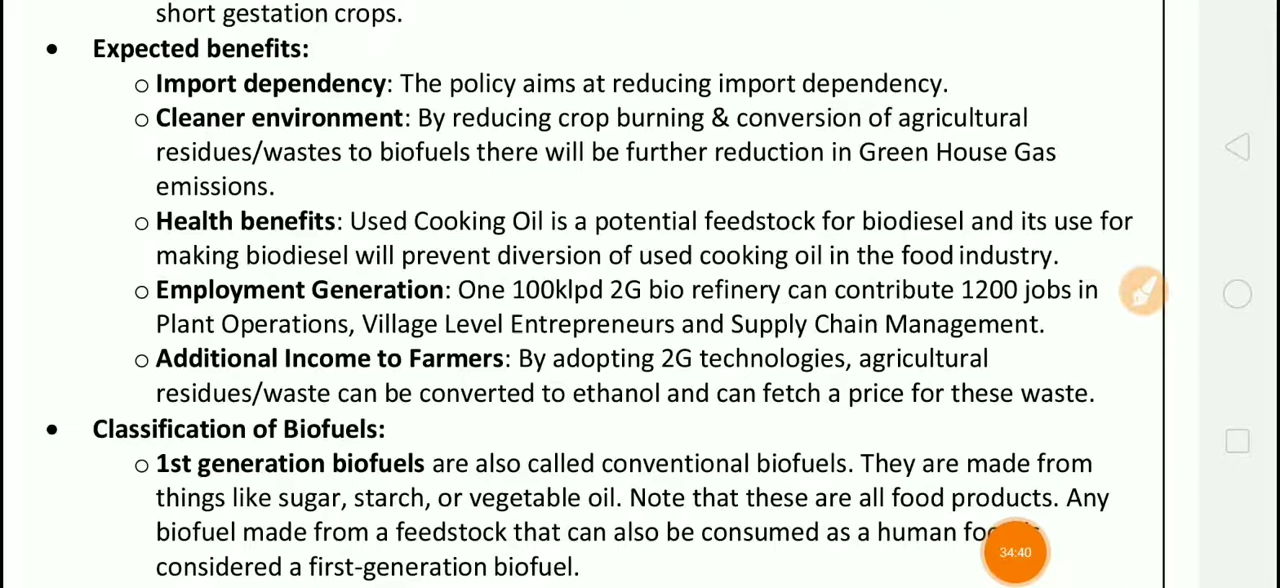 short gestation crops.
• Expected benefits:
o Import dependency: The policy aims at reducing import dependency.
o Cleaner environment: By reducing crop burning & conversion of agricultural
residues/wastes to biofuels there will be further reduction in Green House Gas
emissions.
o Health benefits: Used Cooking Oil is a potential feedstock for biodiesel and its use for
making biodiesel will prevent diversion of used cooking oil in the food industry.
o Employment Generation: One 100klpd 2G bio refinery can contribute 1200 jobs in
Plant Operations, Village Level Entrepreneurs and Supply Chain Management.
o Additional Income to Farmers: By adopting 2G technologies, agricultural
residues/waste can be converted to ethanol and can fetch a price for these waste.
• Classification of Biofuels:
o 1st generation biofuels are also called conventional biofuels. They are made from
things like sugar, starch, or vegetable oil. Note that these are all food products. Any
biofuel made from a feedstock that can also be consumed as a human
considered a first-generation biofuel.
34:40